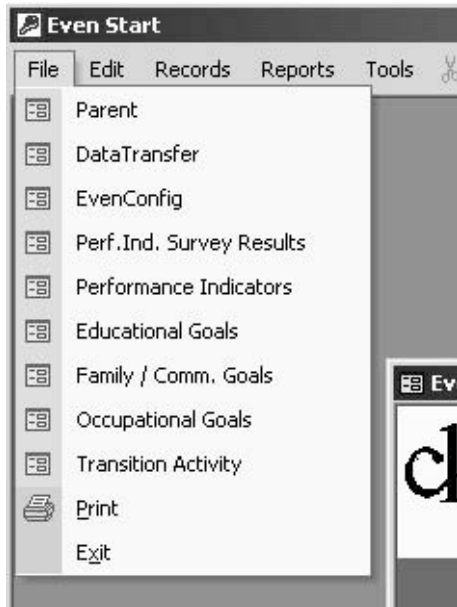 Even Start
File Edit Records Reports Tools
Parent
DataTransfer
EvenConfig
Perf.Ind. Survey Results
Performance Indicators
Educational Goals
Family / Comm. Goals
Occupational Goals
Transition Activity
Print
Exit
Ev